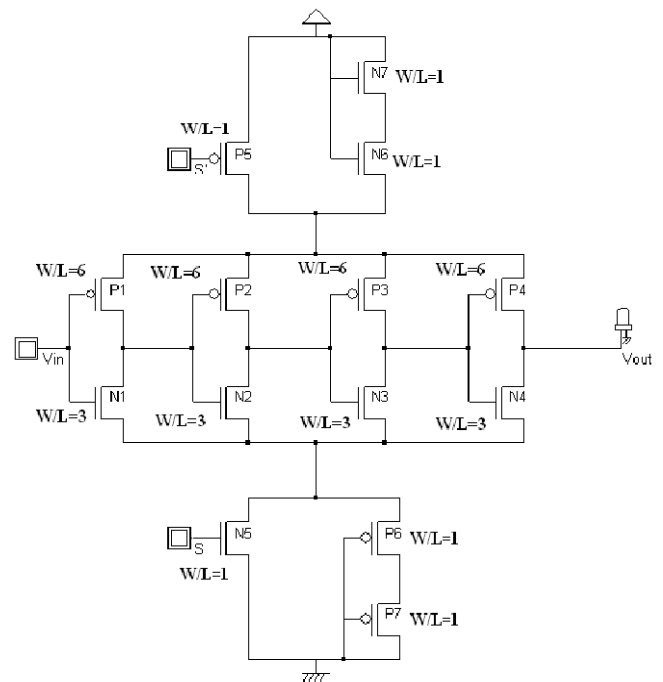 N7 W/L=1
W/L=1
P5
S'
N6 W/L=1
W/L=6 W/L=6 W/L=6 W/L=6
P1 P2 P3 P4
Vin Vout
N1 N2 N3 N4
W/L=3 W/L=3 W/L=3 W/L=3
N5 P6 W/L=1
S
W/L=1
P7 W/L=1